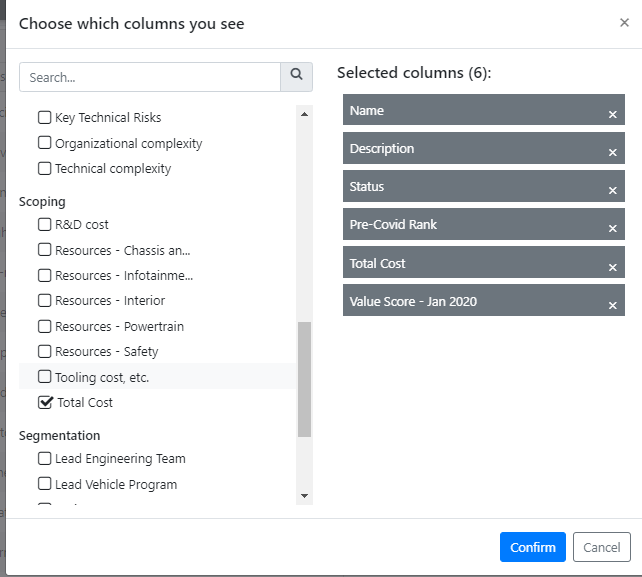 Choose which columns you see
×
Search...
Selected columns (6):
Key Technical Risks
Organizational complexity
Technical complexity
Scoping
R&D cost
Resources - Chassis an...
Resources - Infotainme...
Resources - Interior
Resources - Powertrain
Resources - Safety
Tooling cost, etc.
Total Cost
Segmentation
Lead Engineering Team
Lead Vehicle Program
Name ×
Description ×
Status ×
Pre-Covid Rank ×
Total Cost ×
Value Score - Jan 2020 ×
Confirm
Cancel